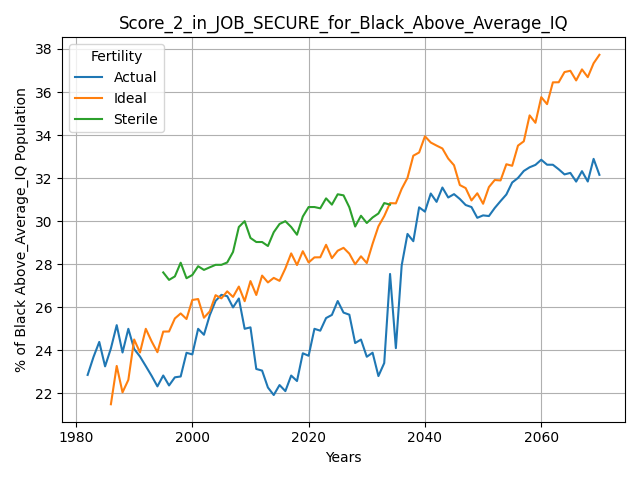 Score_2_in_JOB_SECURE_for_Black_Above_Average_IQ
Fertility
Actual
Ideal
Sterile
% of Black Above_Average_IQ Population
38
36
34
32
30
28
26
24
22
1980
2000
2020
2040
2060
Years